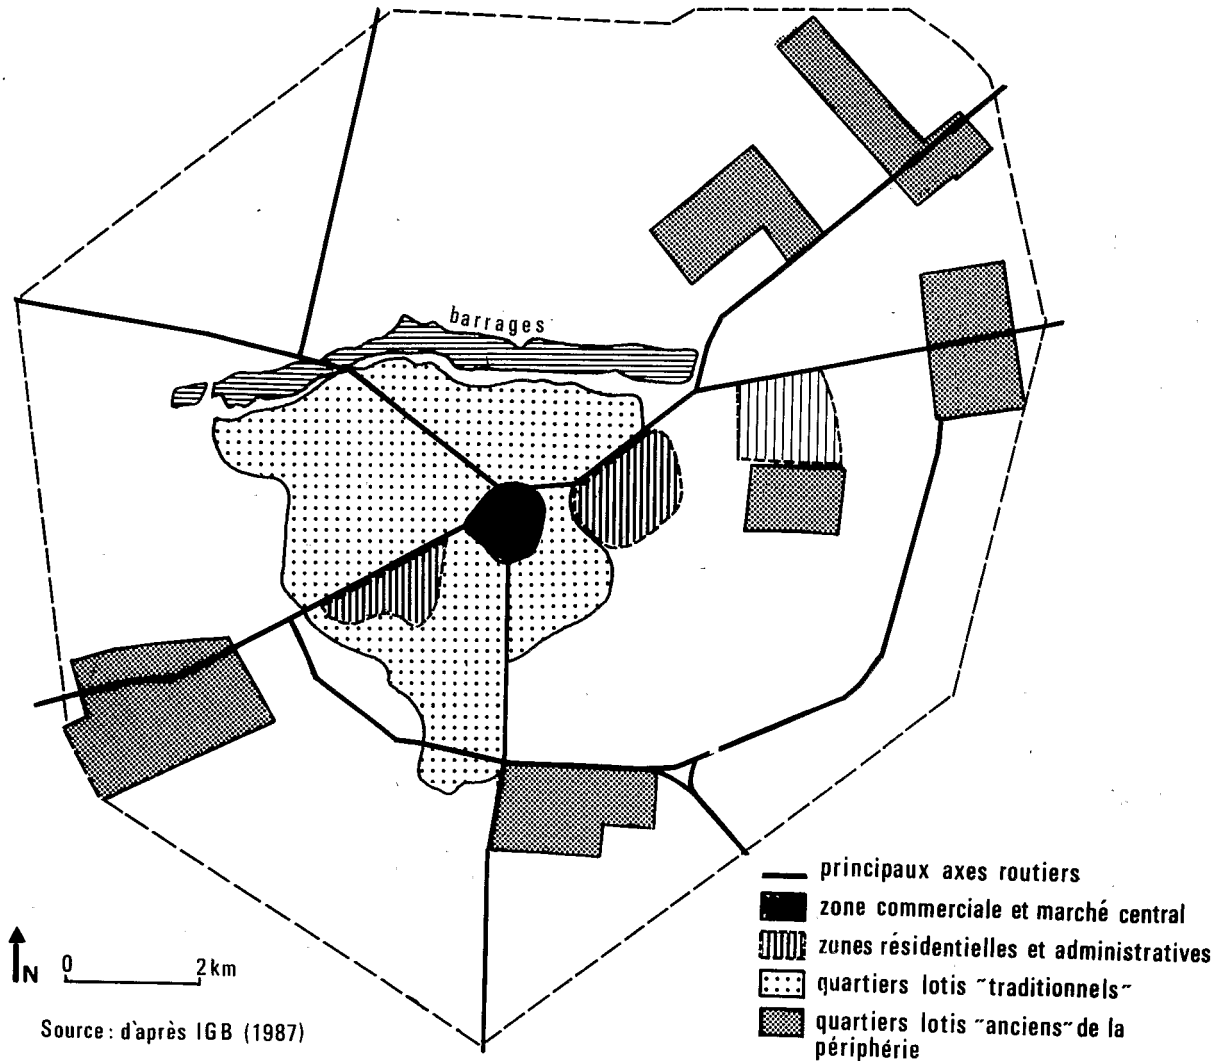 barrages
principaux axes routiers
zone commerciale et marché central
zones résidentielles et administratives
quartiers lotis "traditionnels"
quartiers lotis "anciens" de la
périphérie
N
0 2 km
Source : d'après IGB (1987)